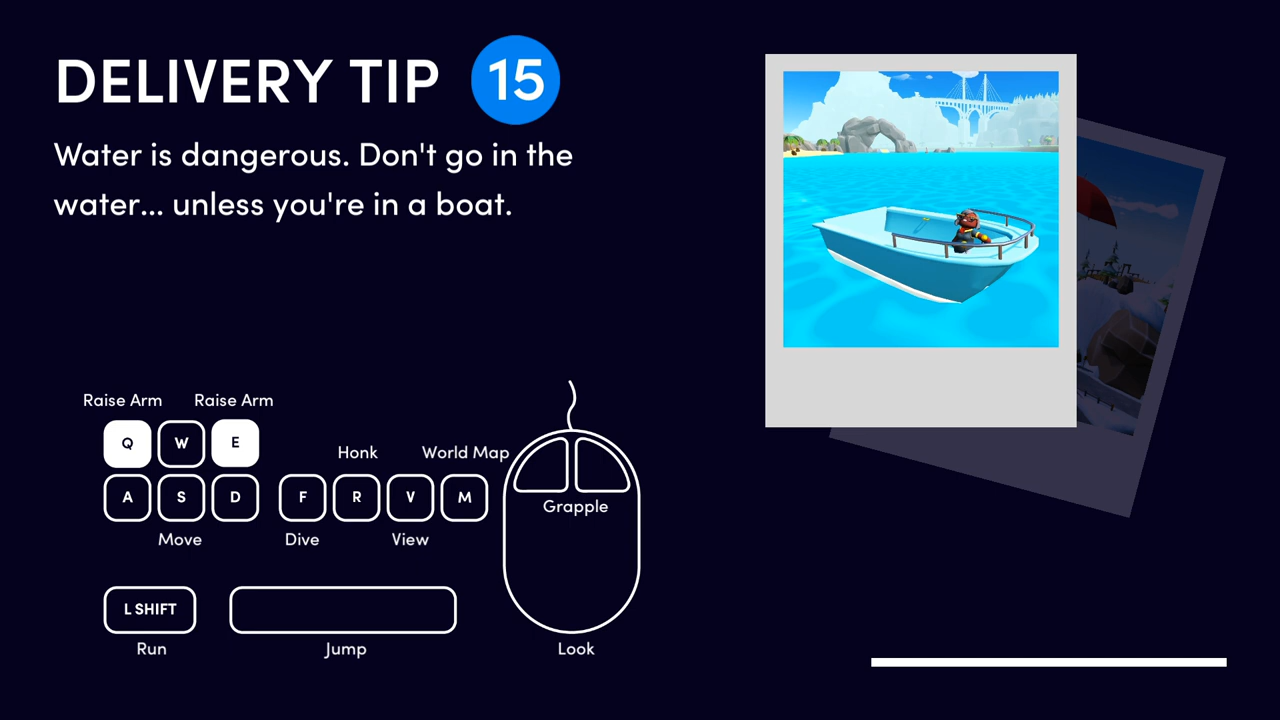 DELIVERY TIP 15
Water is dangerous. Don't go in the
water... unless you're in a boat.
Raise Arm Raise Arm
Q W E
Honk World Map
A S D F R V M
Grapple
Move Dive View
L SHIFT
Run Jump Look